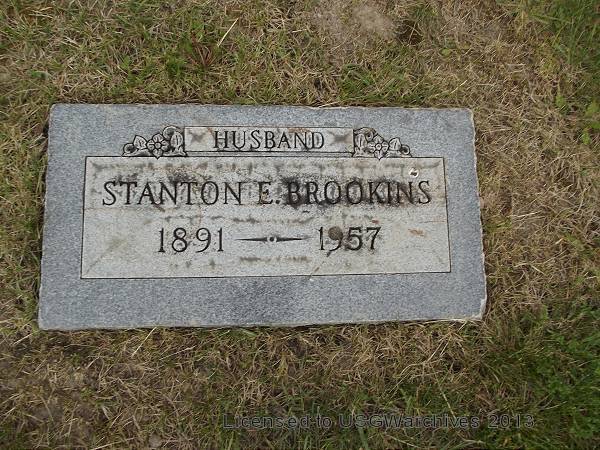 HUSBAND
STANTON E. BROOKINS
1891 — 1957
Licensed to USGWarchives 2013